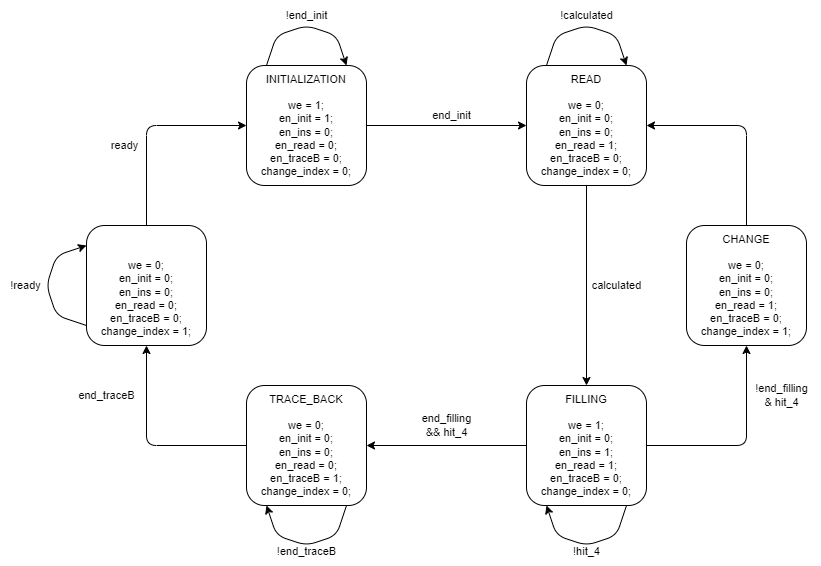 !end_init
!calculated
INITIALIZATION
we = 1;
en_init = 1;
en_ins = 0;
en_read = 0;
en_traceB = 0;
change_index = 0;
end_init
READ
we = 0;
en_init = 0;
en_ins = 0;
en_read = 1;
en_traceB = 0;
change_index = 0;
ready
!ready
we = 0;
en_init = 0;
en_ins = 0;
en_read = 0;
en_traceB = 0;
change_index = 1;
calculated
CHANGE
we = 0;
en_init = 0;
en_ins = 0;
en_read = 1;
en_traceB = 0;
change_index = 1;
end_traceB
TRACE_BACK
we = 0;
en_init = 0;
en_ins = 0;
en_read = 0;
en_traceB = 1;
change_index = 0;
end_filling
&& hit_4
FILLING
we = 1;
en_init = 0;
en_ins = 1;
en_read = 1;
en_traceB = 0;
change_index = 0;
!end_filling
& hit_4
!end_traceB
!hit_4